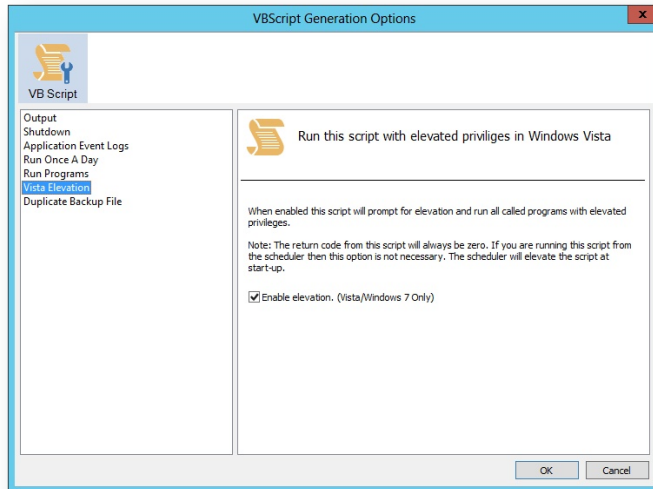 VBScript Generation Options
x
VB Script
Output
Shutdown
Application Event Logs
Run Once A Day
Run Programs
Vista Elevation
Duplicate Backup File
Run this script with elevated priviliges in Windows Vista
When enabled this script will prompt for elevation and run all called programs with elevated
privileges.
Note: The return code from this script will always be zero. If you are running this script from
the scheduler then this option is not necessary. The scheduler will elevate the script at
start-up.
Enable elevation. (Vista/Windows 7 Only)
OK
Cancel